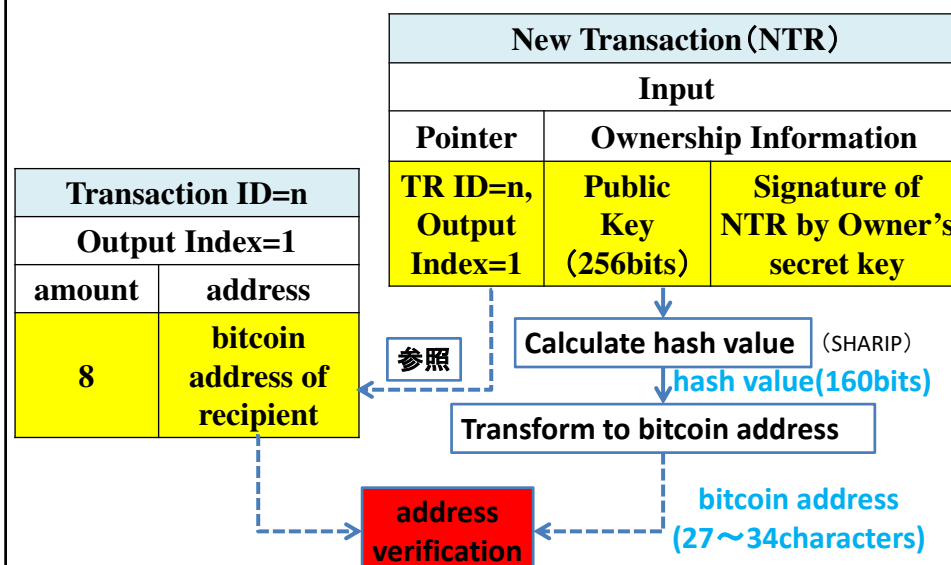 New Transaction(NTR)
Input
Pointer Ownership Information
TR ID=n, Output Index=1
Public Key (256bits)
Signature of NTR by Owner's secret key
Transaction ID=n
Output Index=1
amount address
8
bitcoin address of recipient
参照
Calculate hash value (SHARIP)
hash value(160bits)
Transform to bitcoin address
address verification
bitcoin address
(27～34characters)